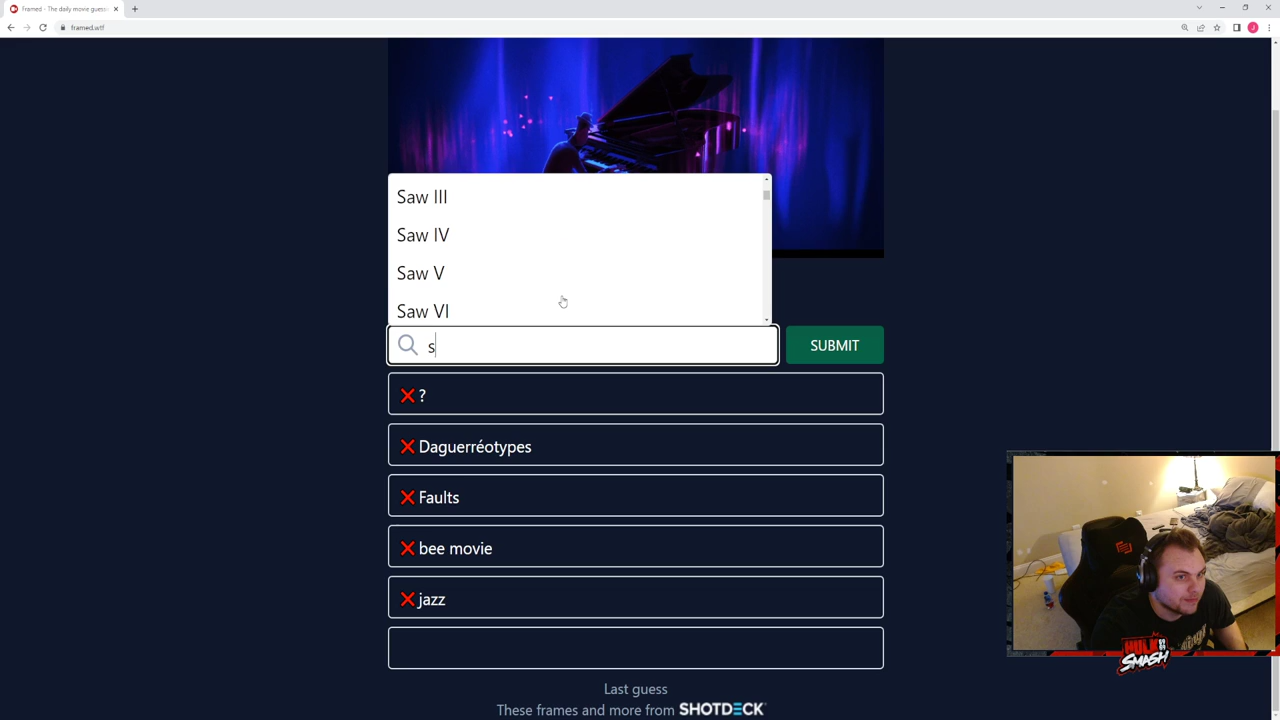 Framed - The daily movie guess
framed.wtf
Saw III
Saw IV
Saw V
Saw VI
s
SUBMIT
❌ ?
❌ Daguerréotypes
❌ Faults
❌ bee movie
❌ jazz
Last guess
These frames and more from SHOTDECK
HULK
SMASH